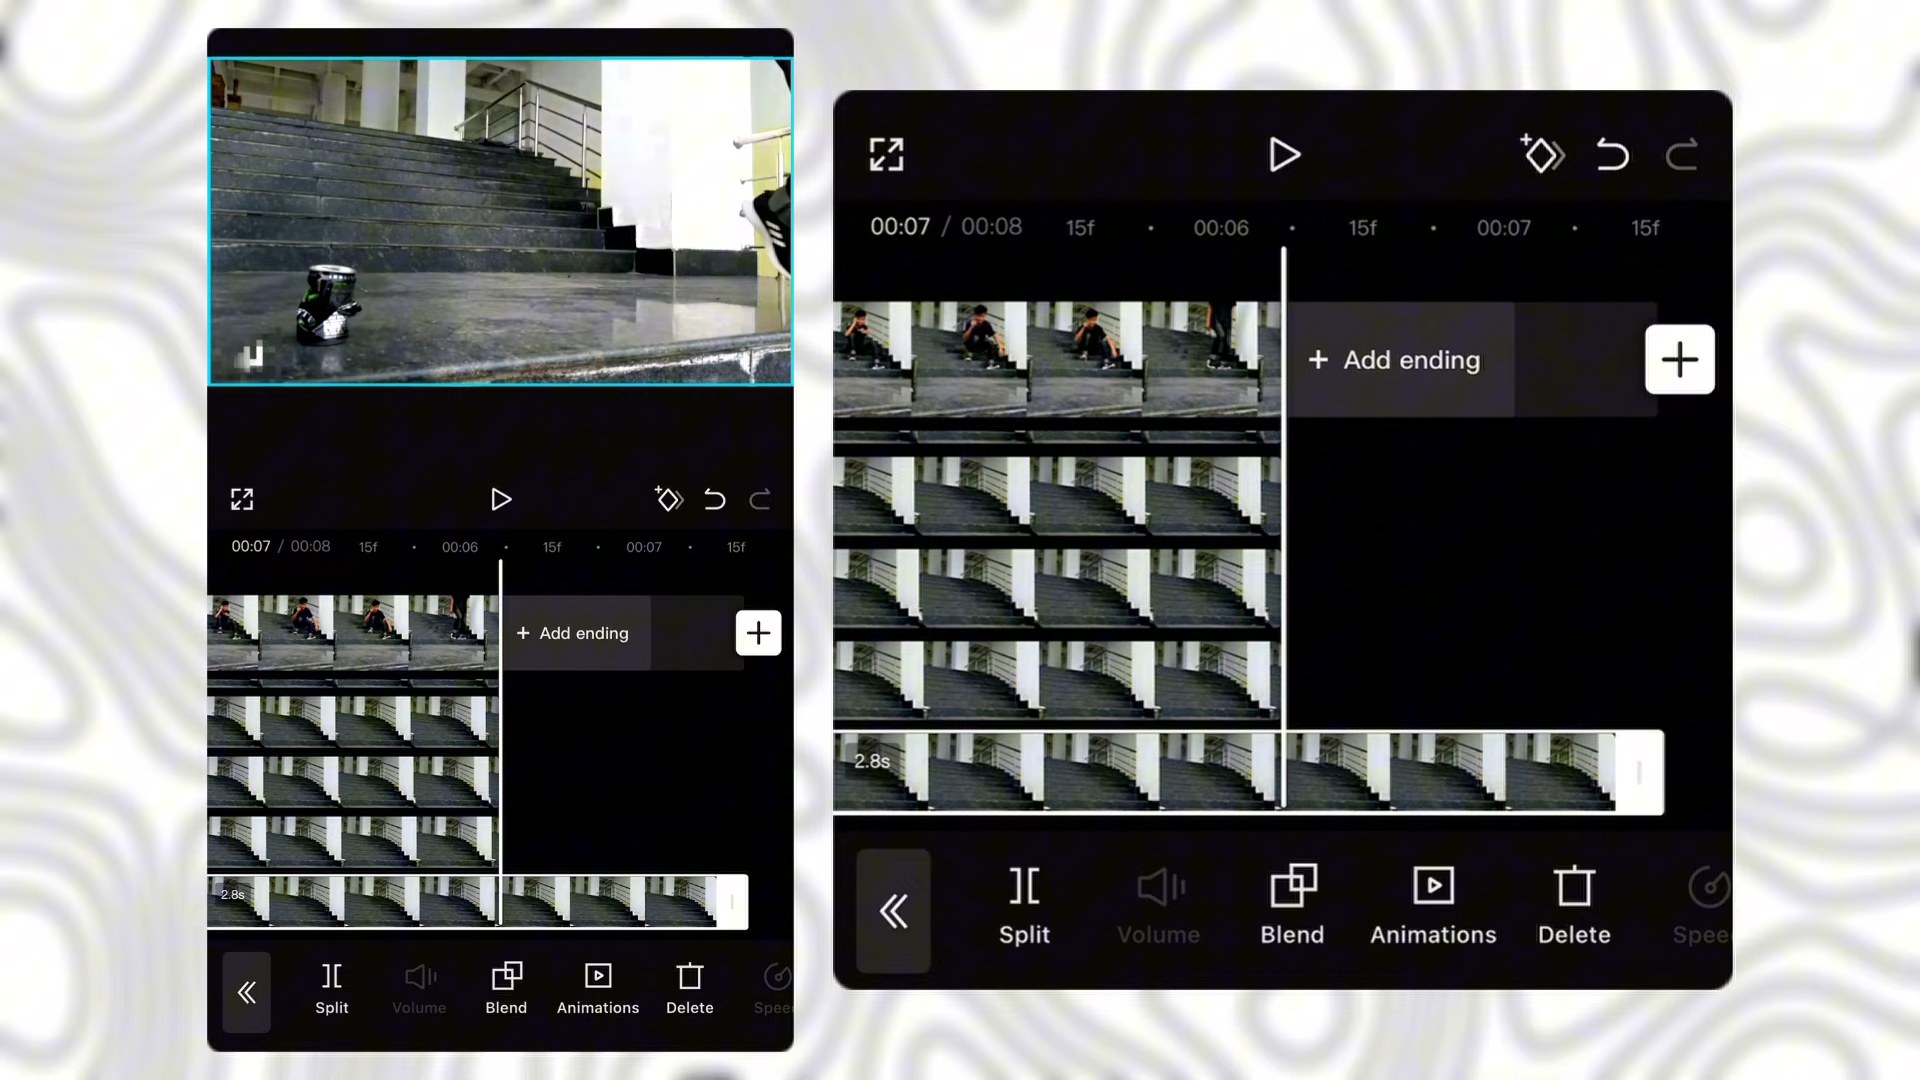 00:07 / 00:08 15f 00:06 15f 00:07 15f
+ Add ending
2.8s
Split Volume Blend Animations Delete
00:07 / 00:08 15f 00:06 15f 00:07 15f
+ Add ending
2.8s
Split Volume Blend Animations Delete